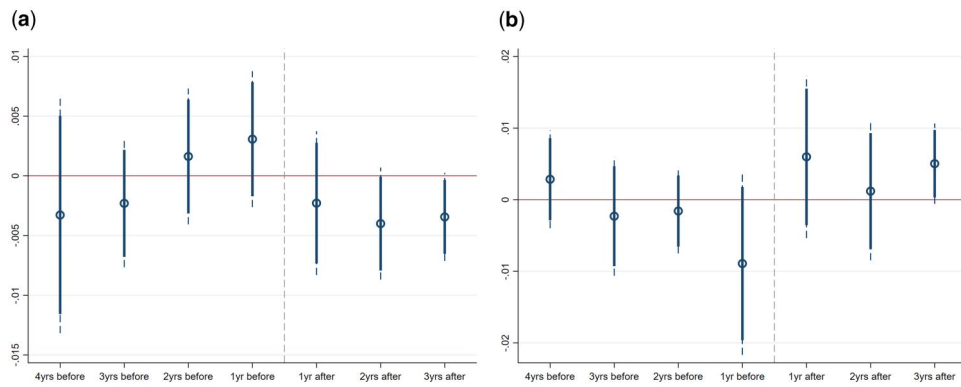 (a)
.01
.005
0
-.005
-.01
-.015
4yrs before 3yrs before 2yrs before 1yr before 1yr after 2yrs after 3yrs after
(b)
.02
.01
0
-.01
-.02
4yrs before 3yrs before 2yrs before 1yr before 1yr after 2yrs after 3yrs after